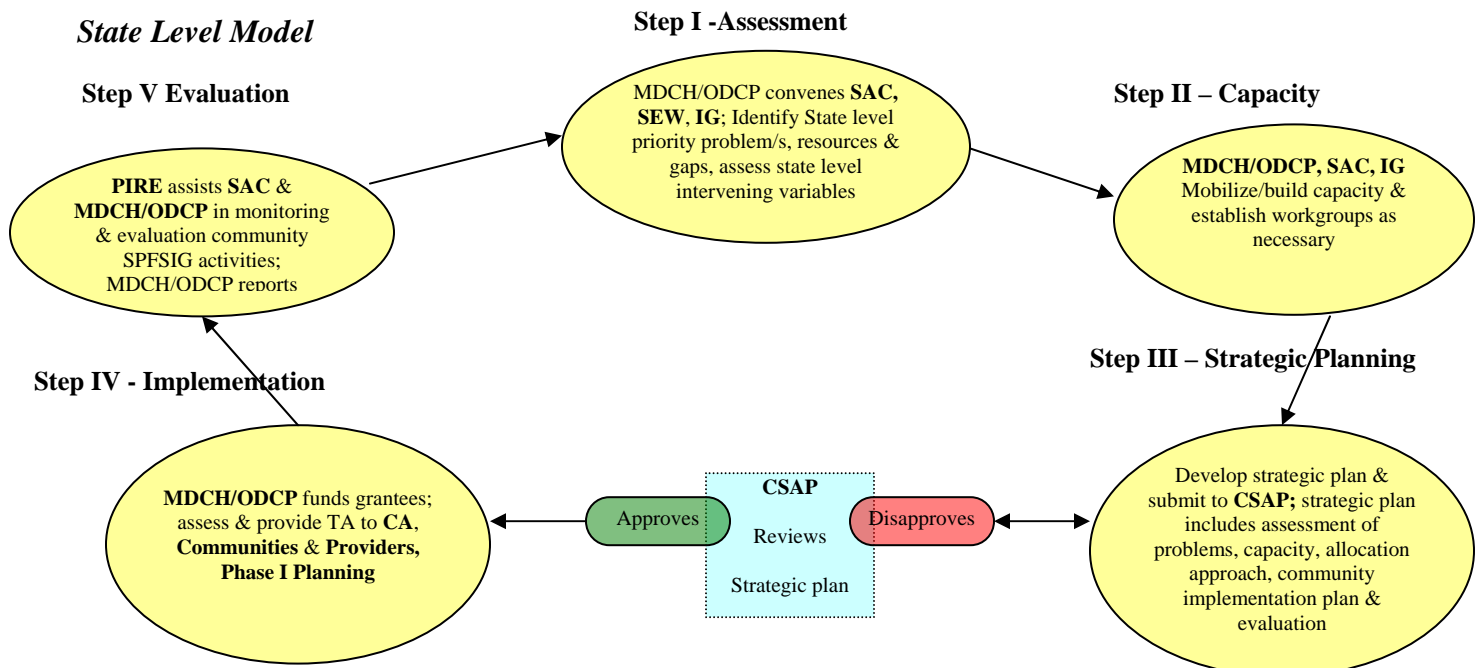 State Level Model
Step I -Assessment
MDCH/ODCP convenes SAC,
SEW, IG; Identify State level
priority problem/s, resources &
gaps, assess state level
intervening variables
Step II – Capacity
MDCH/ODCP, SAC, IG
Mobilize/build capacity &
establish workgroups as
necessary
Step III – Strategic Planning
Develop strategic plan &
submit to CSAP; strategic plan
includes assessment of
problems, capacity, allocation
approach, community
implementation plan &
evaluation
CSAP
Reviews
Strategic plan
Disapproves
Approves
Step IV - Implementation
MDCH/ODCP funds grantees;
assess & provide TA to CA,
Communities & Providers,
Phase I Planning
Step V Evaluation
PIRE assists SAC &
MDCH/ODCP in monitoring
& evaluation community
SPFSIG activities;
MDCH/ODCP reports